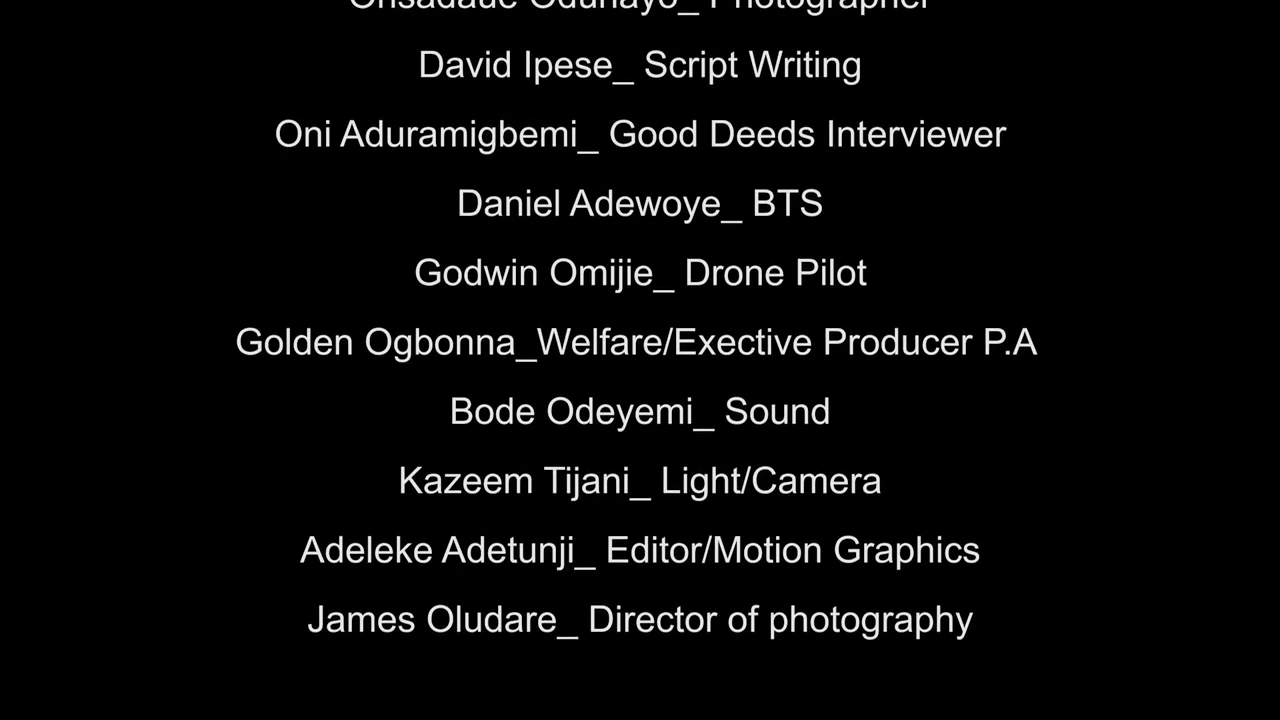 Odunayo_ Photographer
David Ipese_ Script Writing
Oni Aduramigbemi_ Good Deeds Interviewer
Daniel Adewoye_ BTS
Godwin Omijie_ Drone Pilot
Golden Ogbonna_Welfare/Exective Producer P.A
Bode Odeyemi_ Sound
Kazeem Tijani_ Light/Camera
Adeleke Adetunji_ Editor/Motion Graphics
James Oludare_ Director of photography